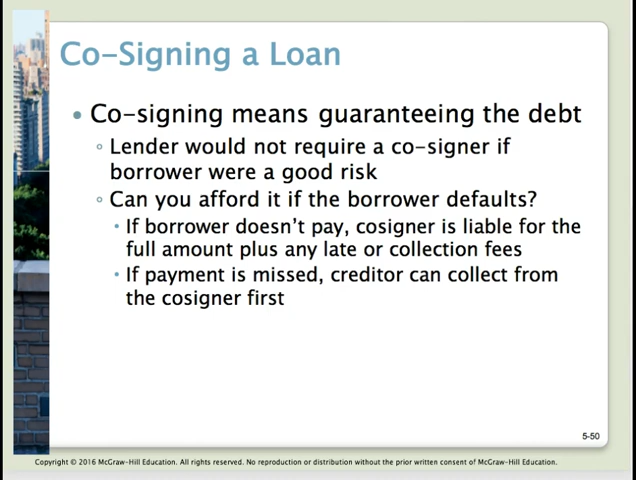 Co-Signing a Loan
• Co-signing means guaranteeing the debt
◦ Lender would not require a co-signer if
borrower were a good risk
◦ Can you afford it if the borrower defaults?
• If borrower doesn't pay, cosigner is liable for the
full amount plus any late or collection fees
• If payment is missed, creditor can collect from
the cosigner first
5-50
Copyright © 2016 McGraw-Hill Education. All rights reserved. No reproduction or distribution without the prior written consent of McGraw-Hill Education.